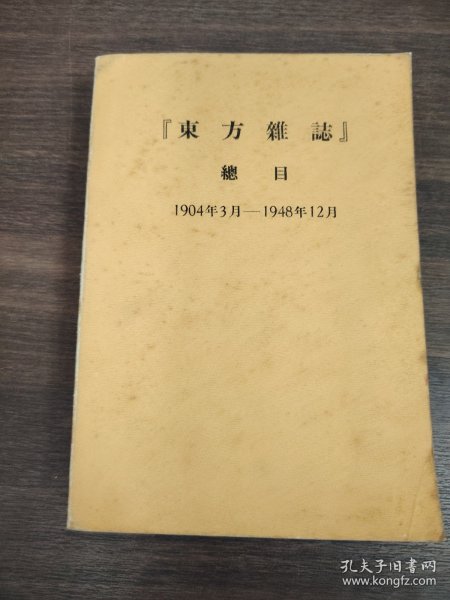 『東方雜誌』
總目
1904年3月—1948年12月
孔夫子旧书网
www.kongfz.com